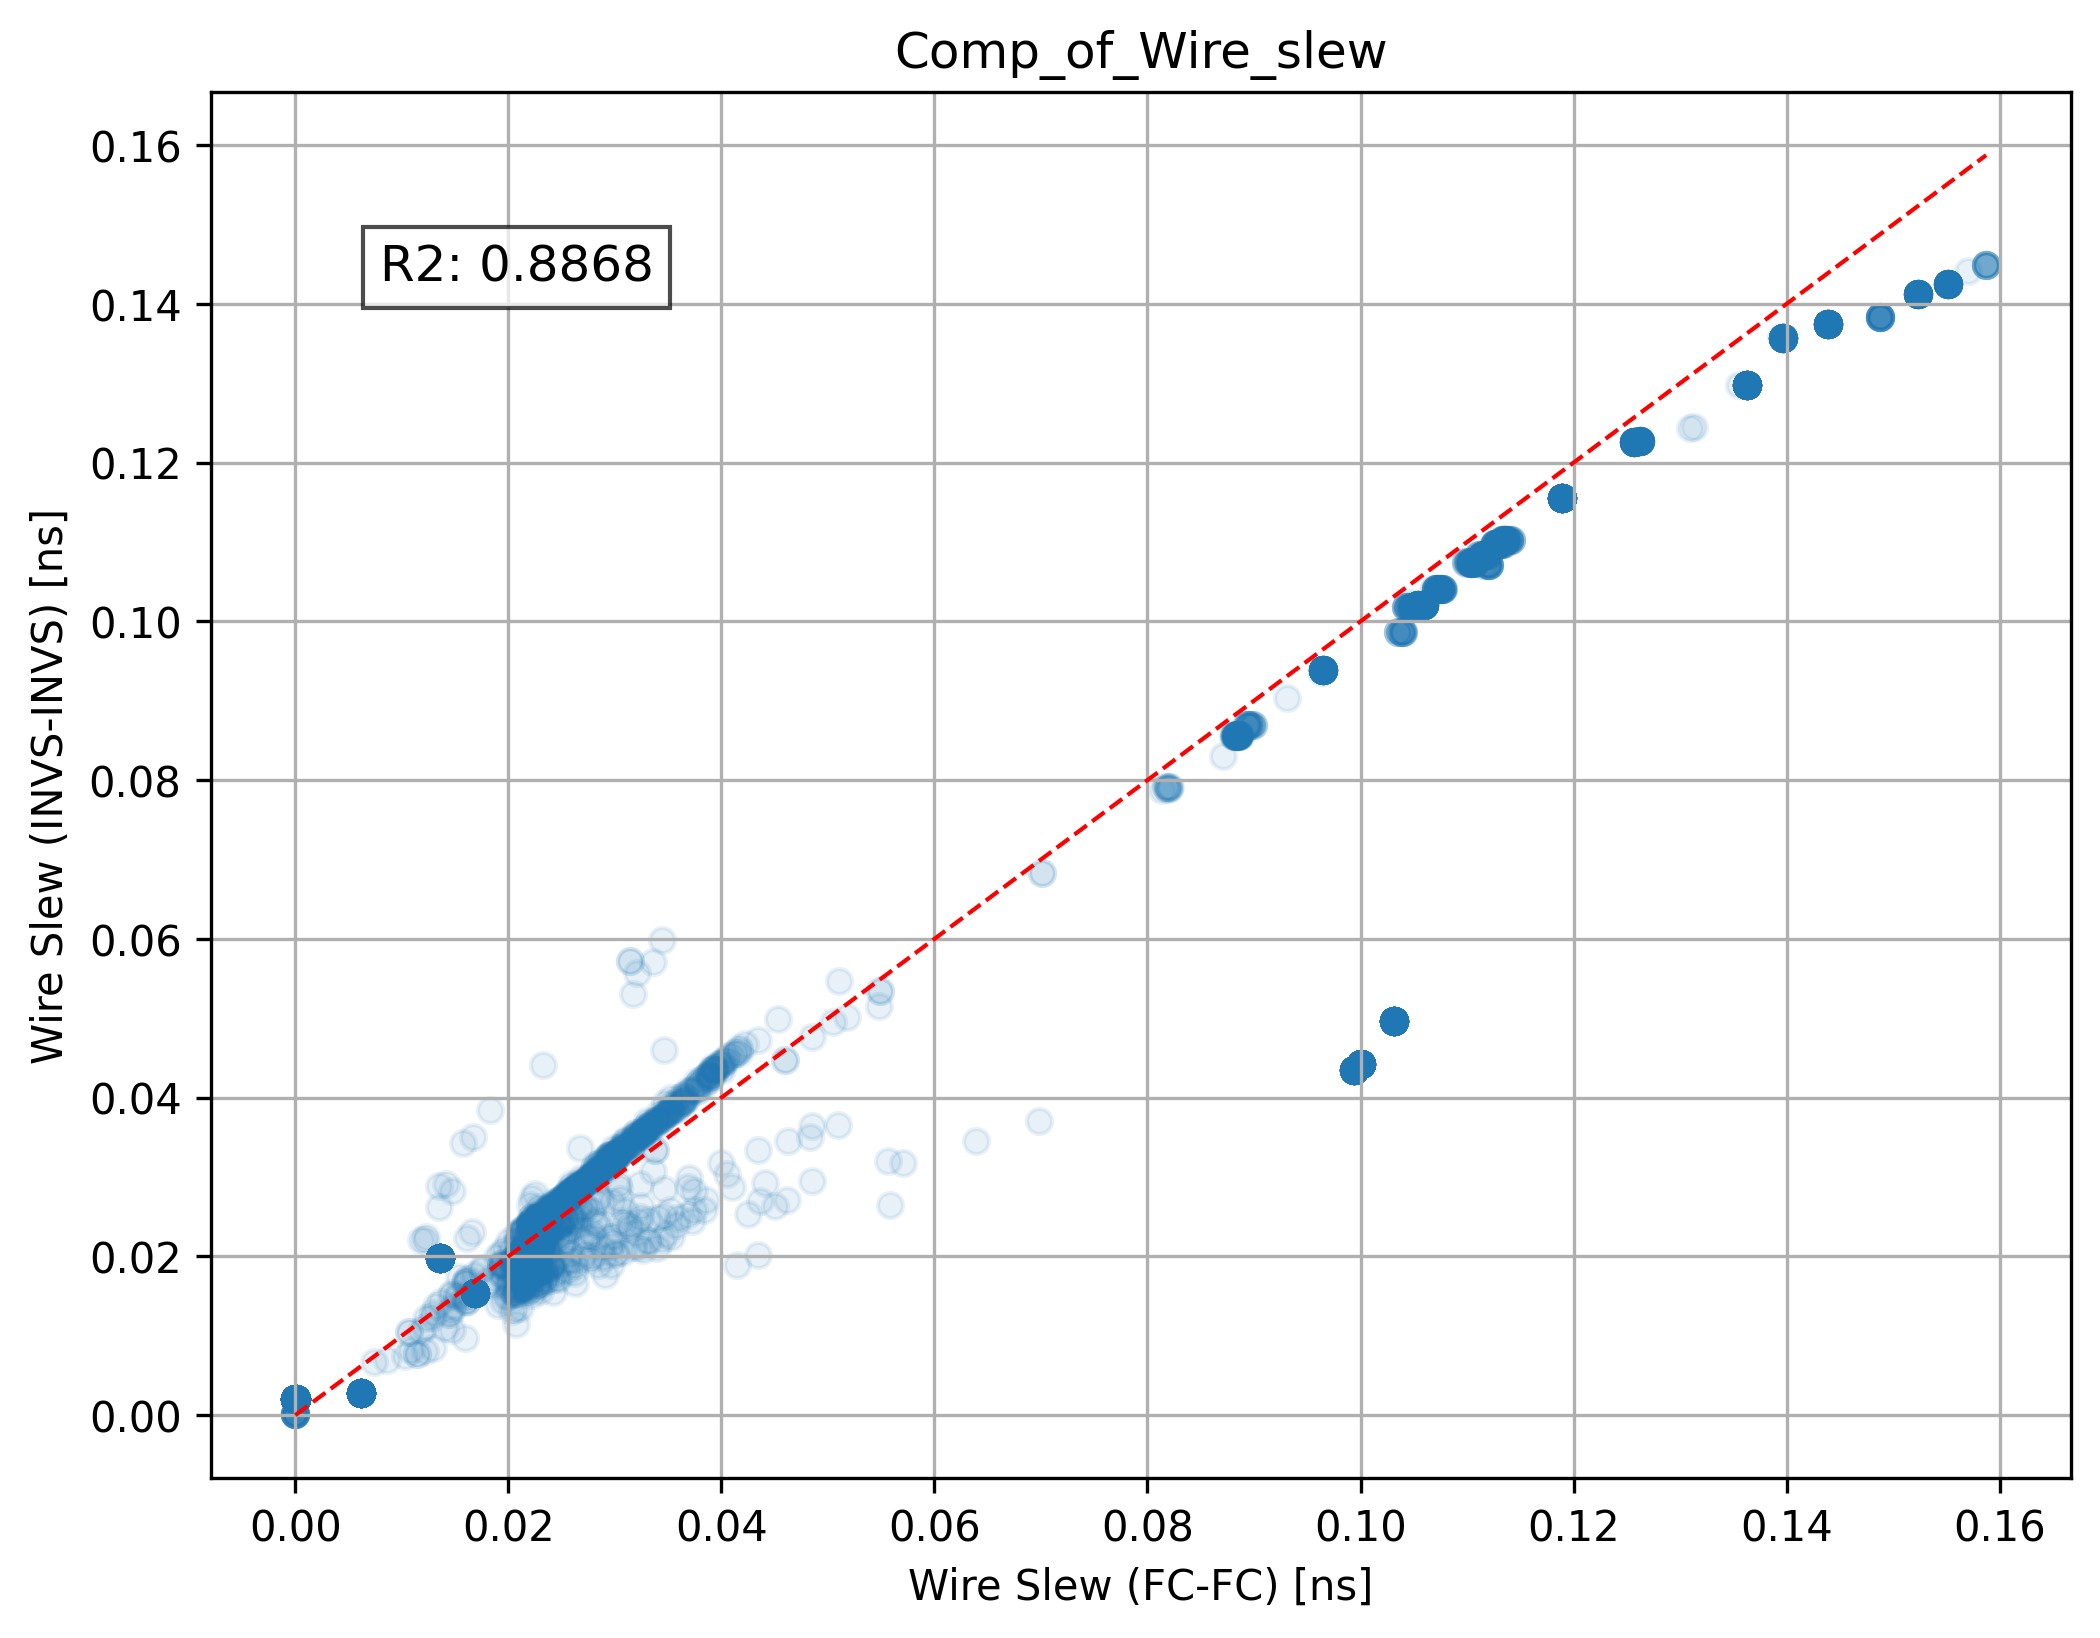 Comp_of_Wire_slew
R2: 0.8868
Wire Slew (INVS-INVS) [ns]
0.16
0.14
0.12
0.10
0.08
0.06
0.04
0.02
0.00
0.00 0.02 0.04 0.06 0.08 0.10 0.12 0.14 0.16
Wire Slew (FC-FC) [ns]